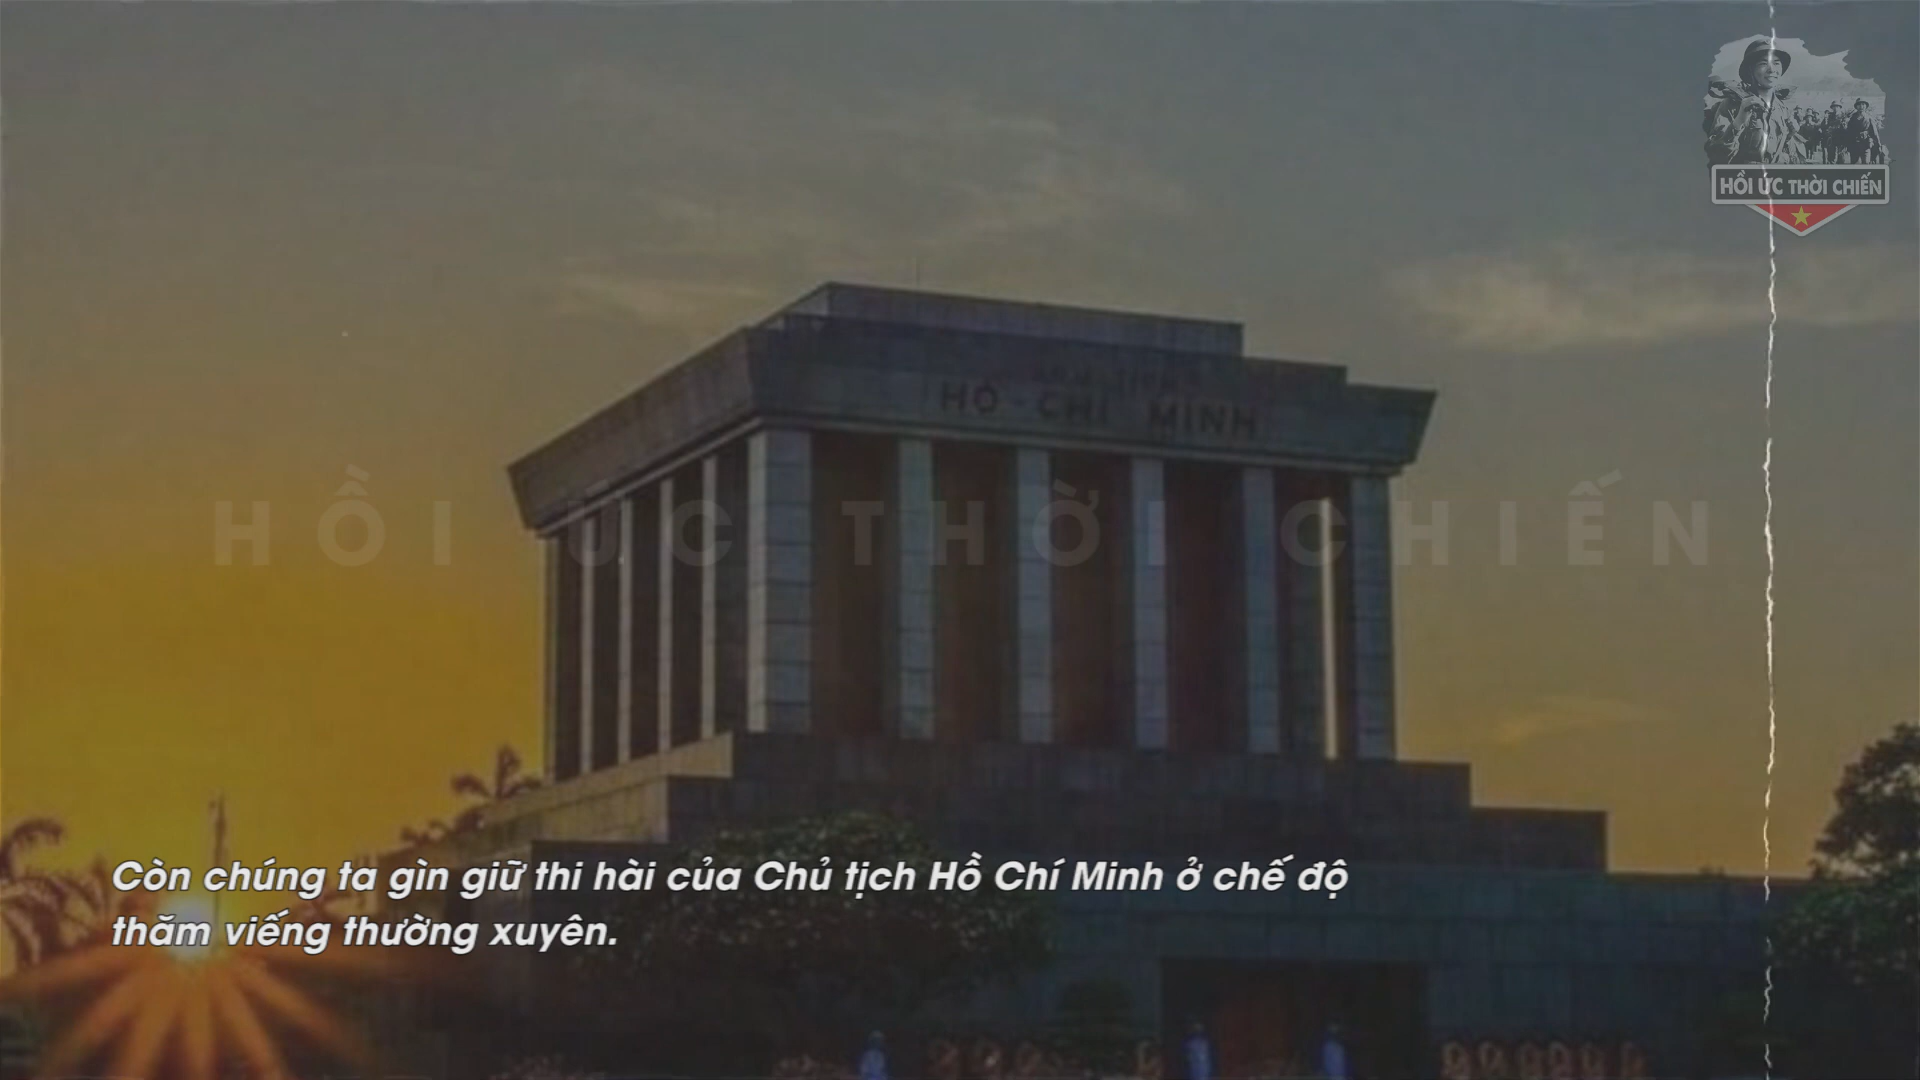 HỒI ỨC THỜI CHIẾN
HỒ-CHÍ MINH
HỒI ỨC THỜI CHIẾN
Còn chúng ta gìn giữ thi hài của Chủ tịch Hồ Chí Minh ở chế độ
thăm viếng thường xuyên.